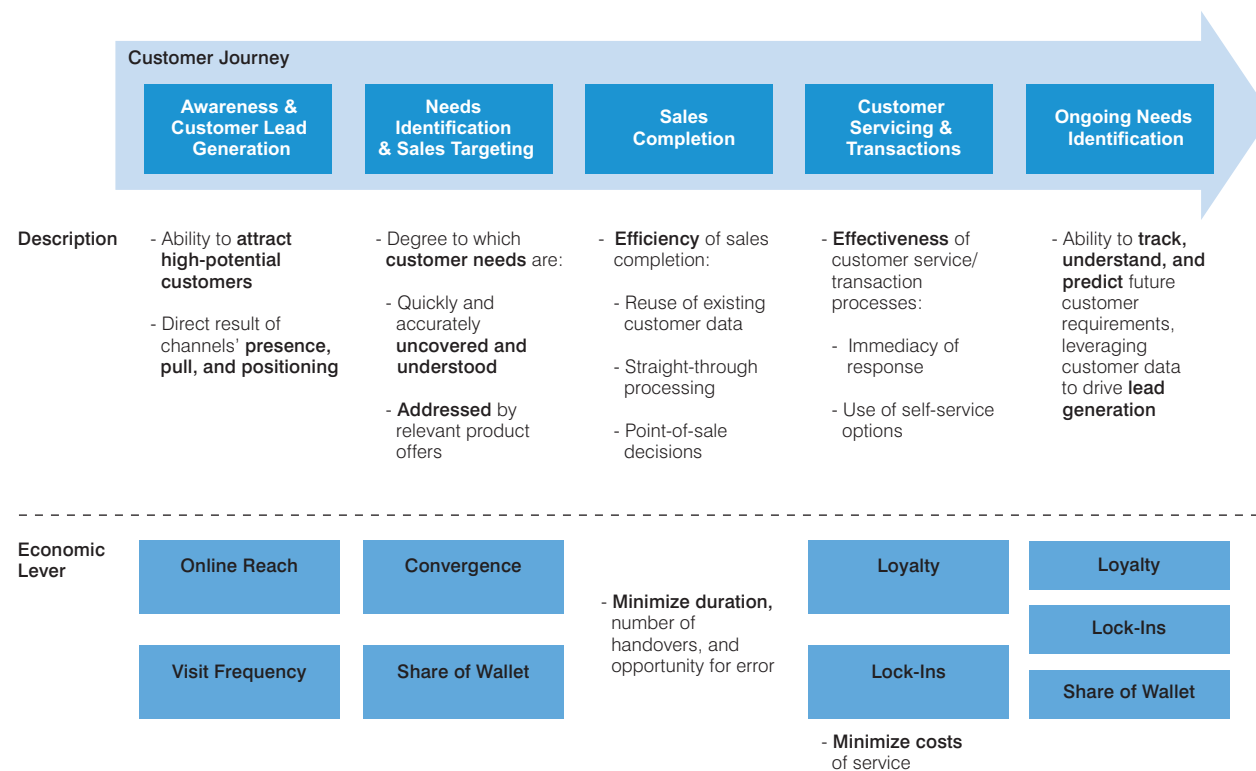 Customer Journey
Awareness &
Customer Lead
Generation
Needs
Identification
& Sales Targeting
Sales
Completion
Customer
Servicing &
Transactions
Ongoing Needs
Identification
Description
- Ability to attract
high-potential
customers
- Direct result of
channels' presence,
pull, and positioning
- Degree to which
customer needs are:
- Quickly and
accurately
uncovered and
understood
- Addressed by
relevant product
offers
- Efficiency of sales
completion:
- Reuse of existing
customer data
- Straight-through
processing
- Point-of-sale
decisions
- Effectiveness of
customer service/
transaction
processes:
- Immediacy of
response
- Use of self-service
options
- Ability to track,
understand, and
predict future
customer
requirements,
leveraging
customer data
to drive lead
generation
Economic
Lever
Online Reach
Visit Frequency
Convergence
Share of Wallet
- Minimize duration,
number of
handovers, and
opportunity for error
Loyalty
Lock-Ins
- Minimize costs
of service
Loyalty
Lock-Ins
Share of Wallet